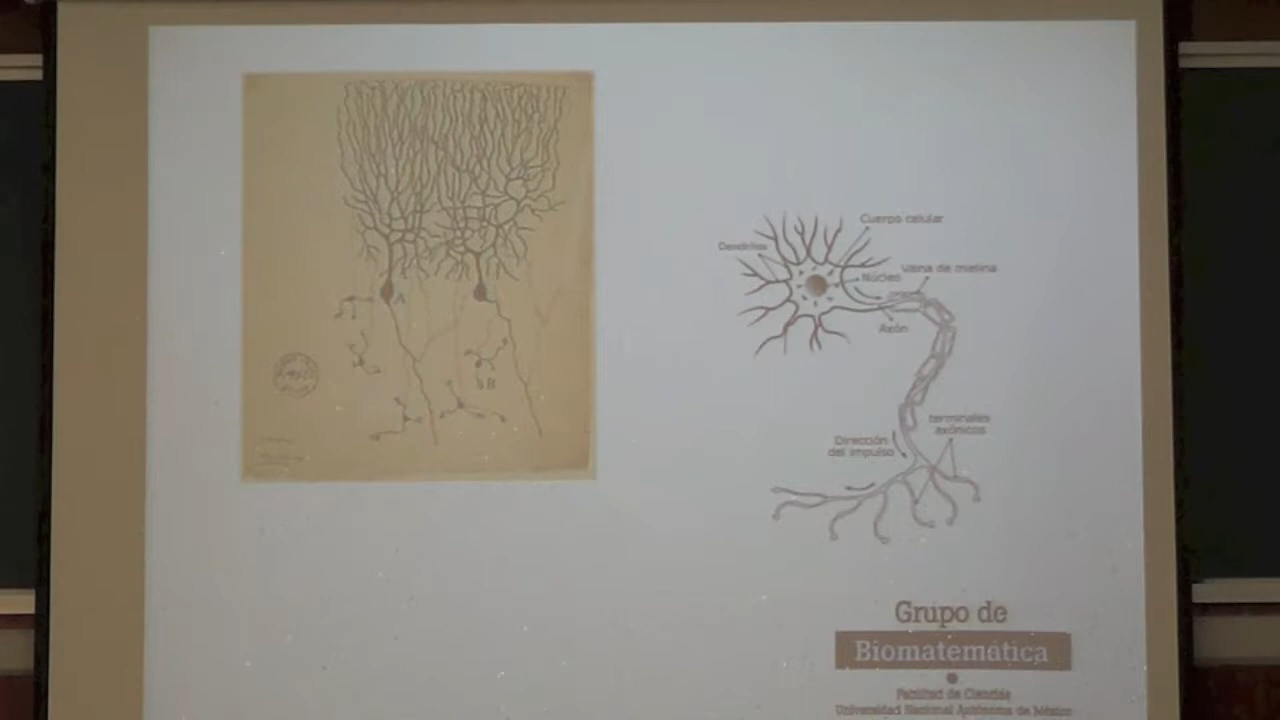 A
B
Cuerpo celular
Dendritas
Núcleo
Vaina de mielina
Axón
terminales
axónicos
Dirección
del impulso
Grupo de
Biomatemática
Facultad de Ciencias
Universidad Nacional Autónoma de México